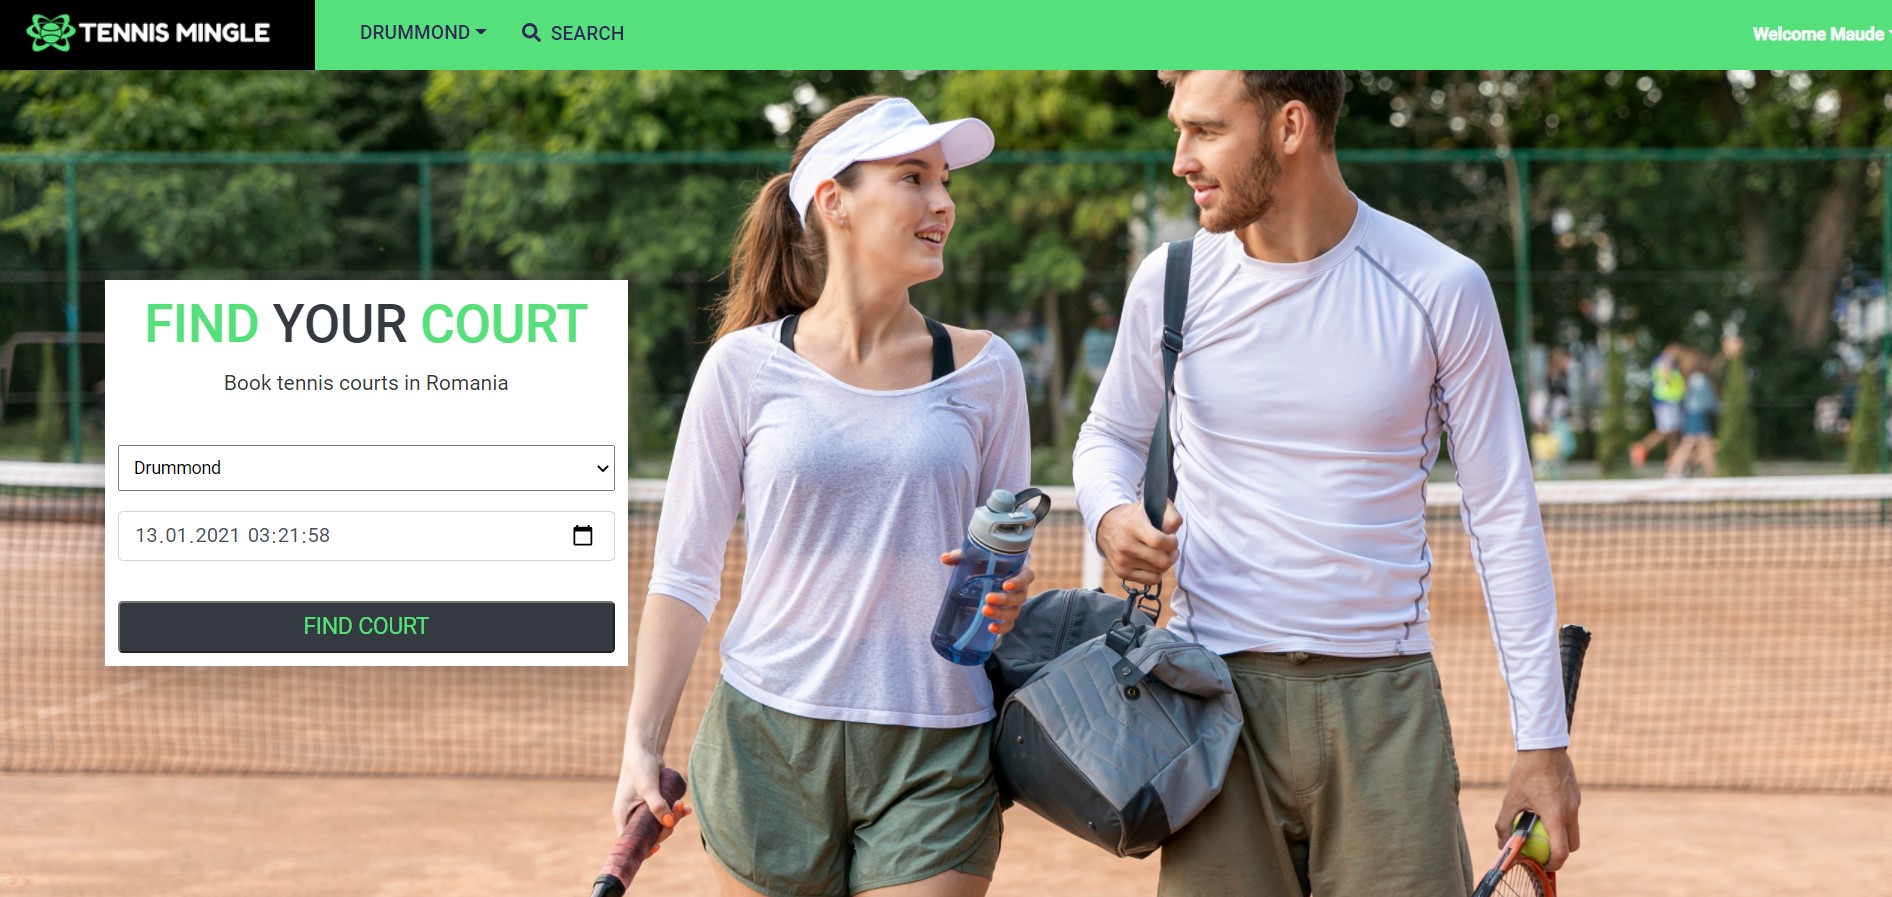 TENNIS MINGLE
DRUMMOND
SEARCH
Welcome Maude
FIND YOUR COURT
Book tennis courts in Romania
Drummond
13.01.2021 03:21:58
FIND COURT